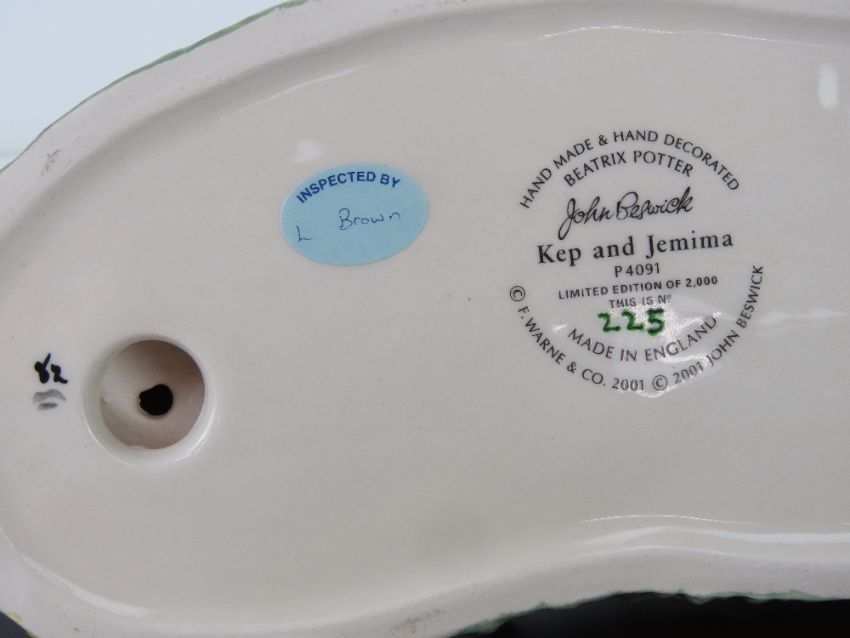 INSPECTED BY
L Brown
HAND MADE & HAND DECORATED
BEATRIX POTTER
John Beswick
Kep and Jemima
P4091
LIMITED EDITION OF 2,000
THIS IS Nº
225
MADE IN ENGLAND
© F. WARNE & CO. 2001 © 2001 JOHN BESWICK